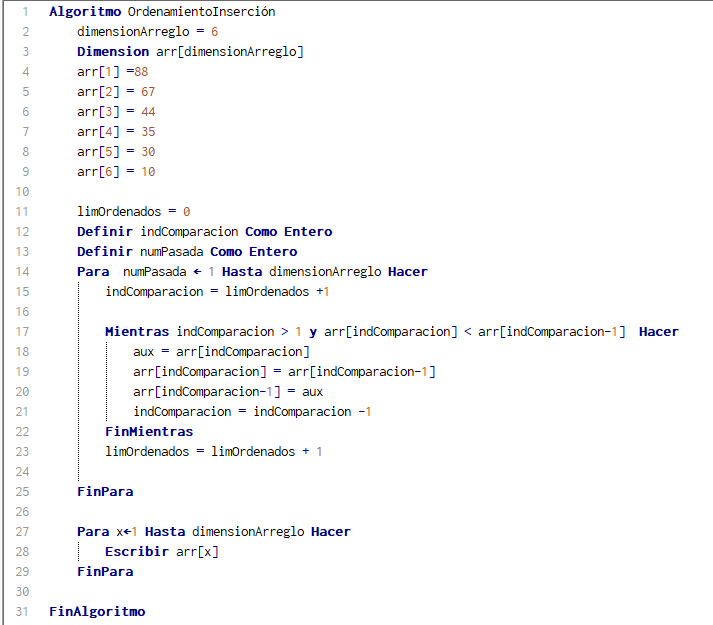 1 Algoritmo OrdenamientoInserción
2 dimensionArreglo = 6
3 Dimension arr[dimensionArreglo]
4 arr[1] =88
5 arr[2] = 67
6 arr[3] = 44
7 arr[4] = 35
8 arr[5] = 30
9 arr[6] = 10
10
11 limOrdenados = 0
12 Definir indComparacion Como Entero
13 Definir numPasada Como Entero
14 Para numPasada ← 1 Hasta dimensionArreglo Hacer
15 indComparacion = limOrdenados +1
16
17 Mientras indComparacion > 1 y arr[indComparacion] < arr[indComparacion-1] Hacer
18 aux = arr[indComparacion]
19 arr[indComparacion] = arr[indComparacion-1]
20 arr[indComparacion-1] = aux
21 indComparacion = indComparacion -1
22 FinMientras
23 limOrdenados = limOrdenados + 1
24
25 FinPara
26
27 Para x←1 Hasta dimensionArreglo Hacer
28 Escribir arr[x]
29 FinPara
30
31 FinAlgoritmo